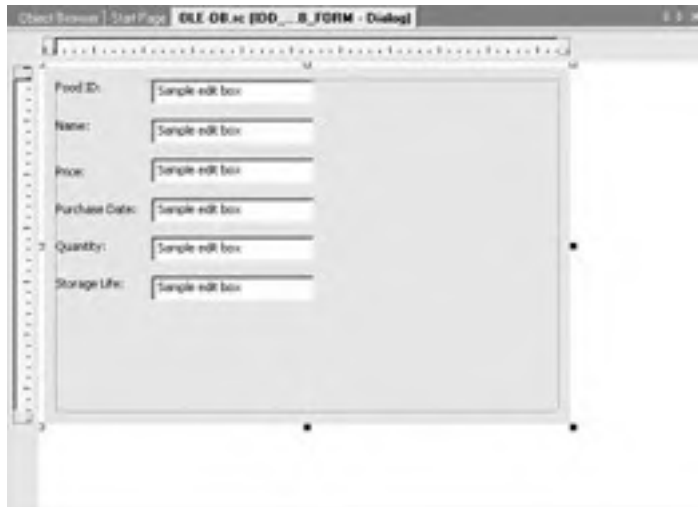 Object Browser Start Page OLE-DB.rc (IDD_...B_FORM - Dialog)
Food ID: Sample edit box
Name: Sample edit box
Price: Sample edit box
Purchase Date: Sample edit box
Quantity: Sample edit box
Storage Life: Sample edit box